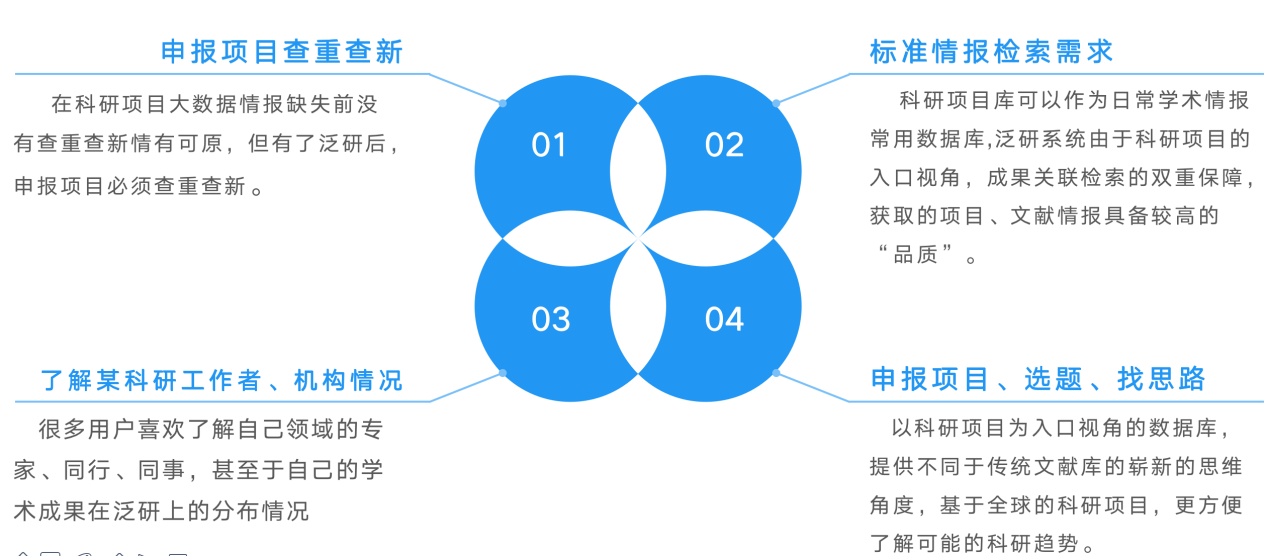 申报项目查重查新
在科研项目大数据情报缺失前没
有查重查新情有可原，但有了泛研后，
申报项目必须查重查新。
01
02
标准情报检索需求
科研项目库可以作为日常学术情报
常用数据库,泛研系统由于科研项目的
入口视角，成果关联检索的双重保障，
获取的项目、文献情报具备较高的
“品质”。
03
04
了解某科研工作者、机构情况
很多用户喜欢了解自己领域的专
家、同行、同事，甚至于自己的学
术成果在泛研上的分布情况
申报项目、选题、找思路
以科研项目为入口视角的数据库，
提供不同于传统文献库的崭新的思维
角度，基于全球的科研项目，更方便
了解可能的科研趋势。